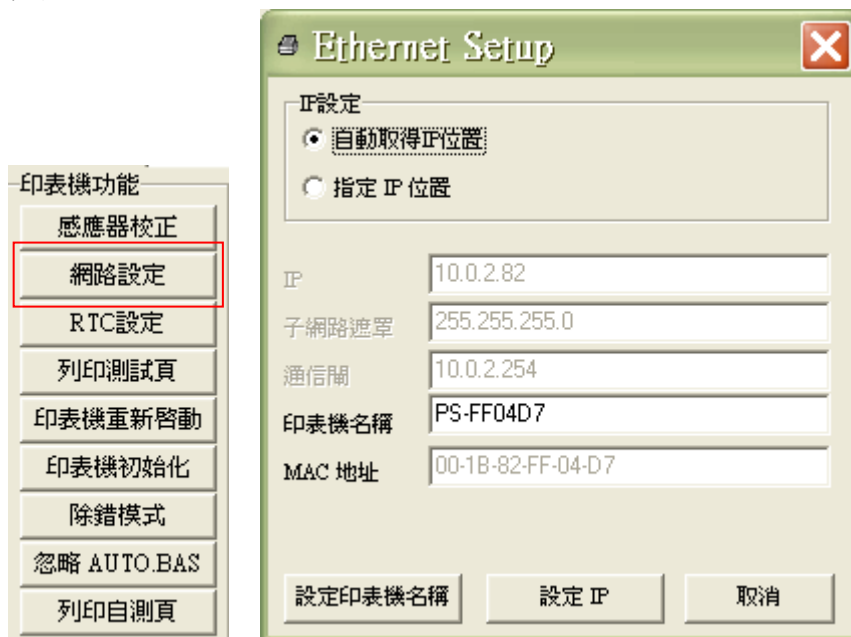 印表機功能
感應器校正
網路設定
RTC設定
列印測試頁
印表機重新啓動
印表機初始化
除錯模式
忽略 AUTO.BAS
列印自測頁
Ethernet Setup
IP設定
自動取得IP位置
指定 IP 位置
IP 10.0.2.82
子網路遮罩 255.255.255.0
通信閘 10.0.2.254
印表機名稱 PS-FF04D7
MAC 地址 00-1B-82-FF-04-D7
設定印表機名稱 設定 IP 取消